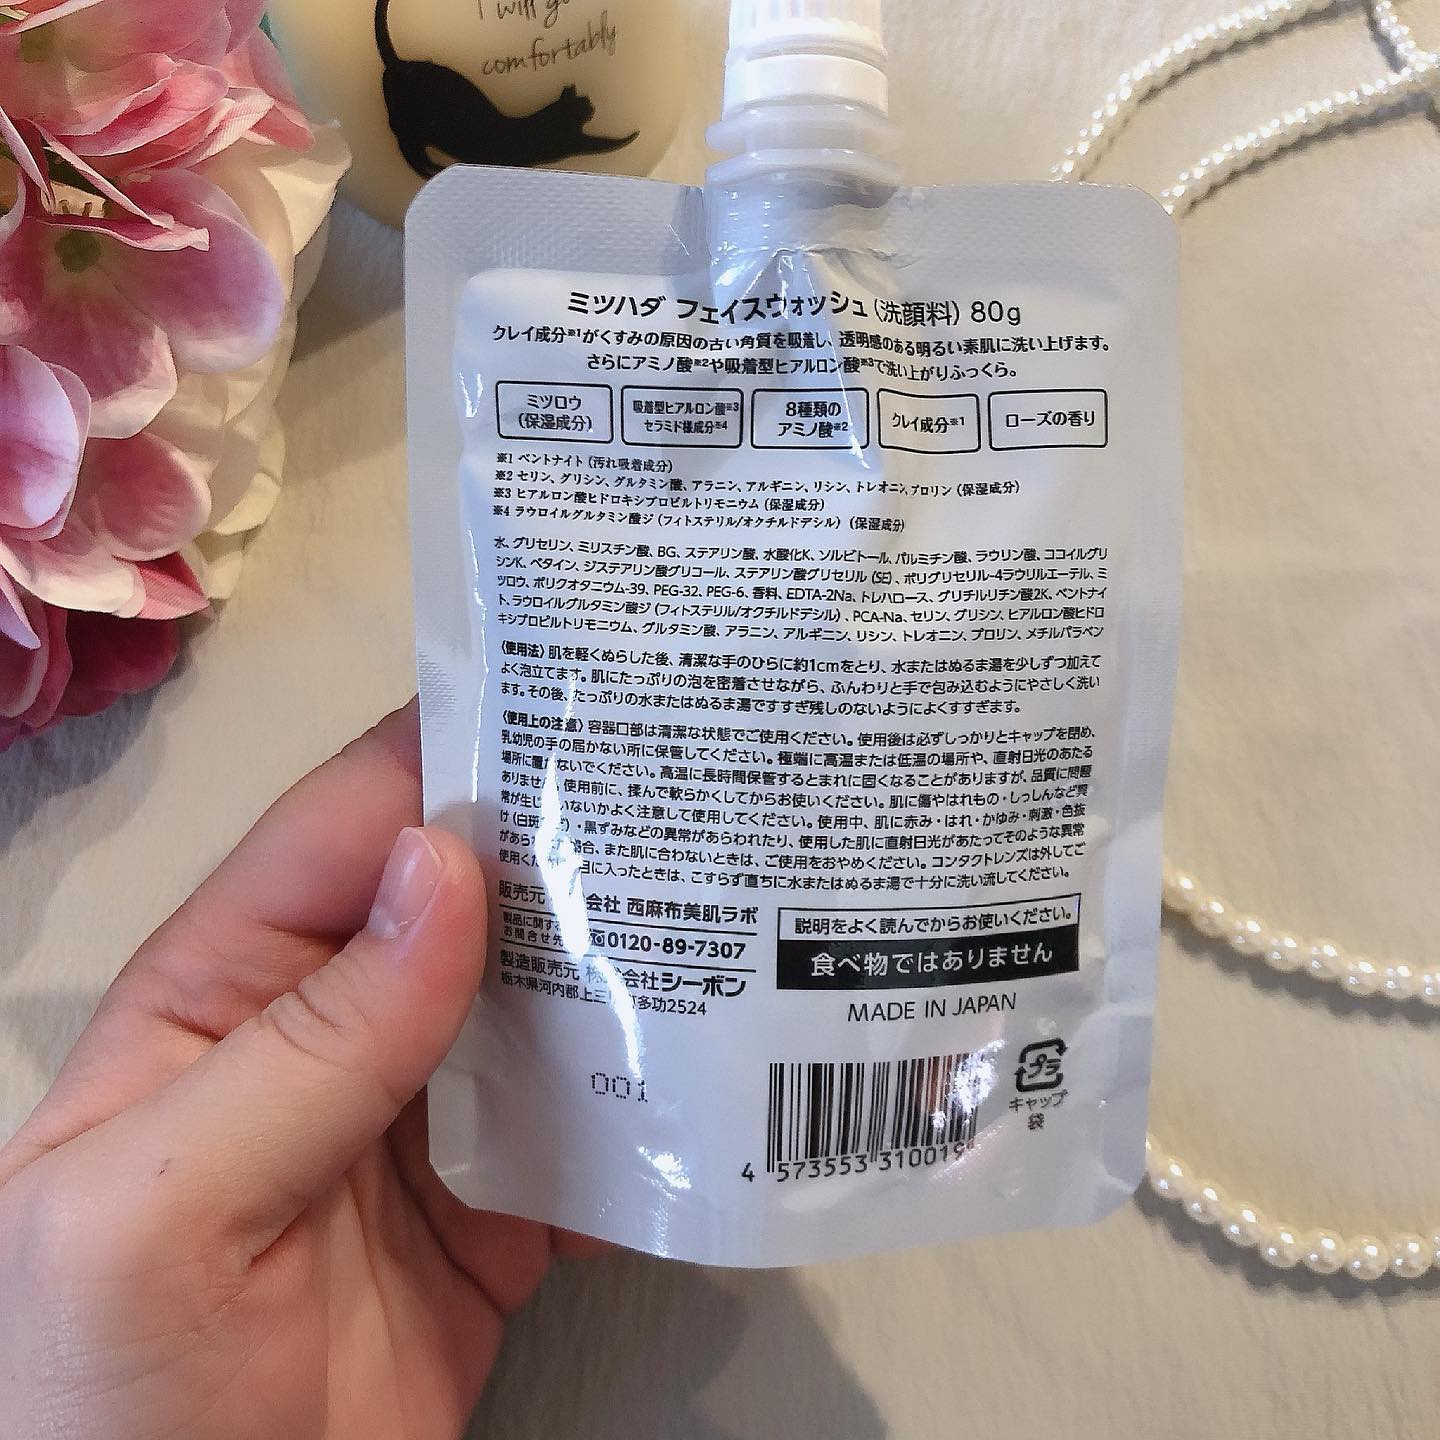 I will
comfortably
ミツハダ フェイスウォッシュ(洗顔料) 80g
クレイ成分※1がくすみの原因の古い角質を吸着し、透明感のある明るい素肌に洗い上げます。
さらにアミノ酸※2や吸着型ヒアルロン酸※3で洗い上がりふっくら。
ミツロウ
(保湿成分)
吸着型ヒアルロン酸※3
セラミド様成分※4
8種類の
アミノ酸※2
クレイ成分※1
ローズの香り
※1 ベントナイト (汚れ吸着成分)
※2 セリン、グリシン、グルタミン酸、アラニン、アルギニン、リシン、トレオニン、プロリン (保湿成分)
※3 ヒアルロン酸ヒドロキシプロピルトリモニウム (保湿成分)
※4 ラウロイルグルタミン酸ジ (フィトステリル/オクチルドデシル) (保湿成分)
水、グリセリン、ミリスチン酸、BG、ステアリン酸、水酸化K、ソルビトール、パルミチン酸、ラウリン酸、ココイルグリ
シンK、ベタイン、ジステアリン酸グリコール、ステアリン酸グリセリル (SE)、ポリグリセリル-4ラウリルエーテル、ミ
ツロウ、ポリクオタニウム-39、PEG-32、PEG-6、香料、EDTA-2Na、トレハロース、グリチルリチン酸2K、ベントナイ
ト、ラウロイルグルタミン酸ジ (フィトステリル/オクチルドデシル)、PCA-Na、セリン、グリシン、ヒアルロン酸ヒドロ
キシプロピルトリモニウム、グルタミン酸、アラニン、アルギニン、リシン、トレオニン、プロリン、メチルパラベン
〈使用法〉肌を軽くぬらした後、清潔な手のひらに約1cmをとり、水またはぬるま湯を少しずつ加えて
よく泡立てます。肌にたっぷりの泡を密着させながら、ふんわりと手で包み込むようにやさしく洗い
ます。その後、たっぷりの水またはぬるま湯ですすぎ残しのないようによくすすぎます。
〈使用上の注意〉容器口部は清潔な状態でご使用ください。使用後は必ずしっかりとキャップを閉め、
乳幼児の手の届かない所に保管してください。極端に高温または低温の場所や、直射日光のあたる
場所に置かないでください。高温に長時間保管するとまれに固くなることがありますが、品質に問題
ありません。使用前に、揉んで軟らかくしてからお使いください。肌に傷やはれもの・しっしんなど異
常が生じ いないかよく注意して使用してください。使用中、肌に赤み・はれ・かゆみ・刺激・色抜
け(白斑 )・黒ずみなどの異常があらわれたり、使用した肌に直射日光があたってそのような異常
があら 場合、また肌に合わないときは、ご使用をおやめください。コンタクトレンズは外してご
使用くだ 目に入ったときは、こすらず直ちに水またはぬるま湯で十分に洗い流してください。
販売元 会社 西麻布美肌ラボ
製品に関する
お問合せ先 0120-89-7307
製造販売元 株式会社シーボン
栃木県河内郡上三川町多功2524
説明をよく読んでからお使いください。
食べ物ではありません
MADE IN JAPAN
001
4 573553 310019
プラ
キャップ
袋